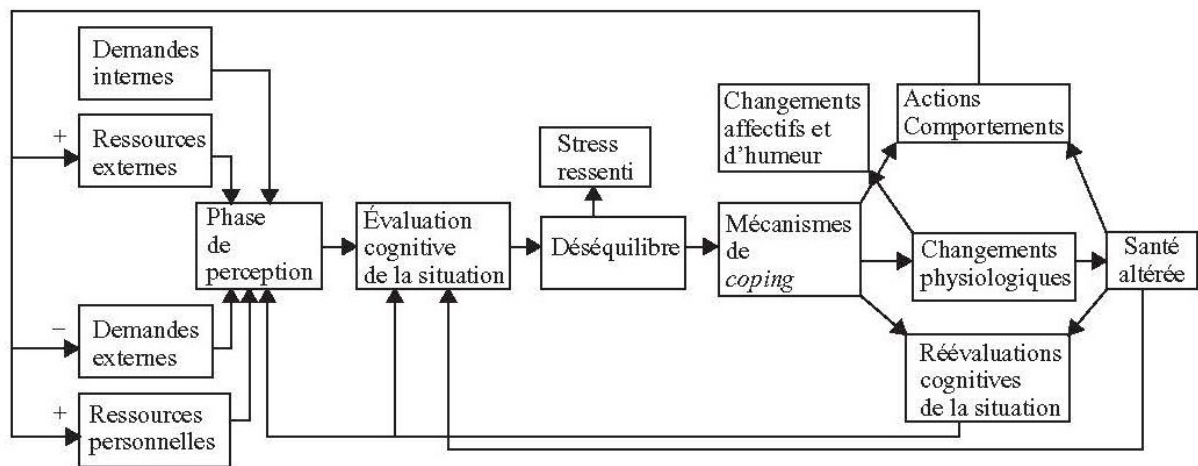 Demandes
internes
+
Ressources
externes
Phase
de
perception
−
Demandes
externes
+
Ressources
personnelles
Évaluation
cognitive
de la situation
Stress
ressenti
Déséquilibre
Changements
affectifs et
d’humeur
Mécanismes
de
coping
Actions
Comportements
Changements
physiologiques
Santé
altérée
Réévaluations
cognitives
de la situation